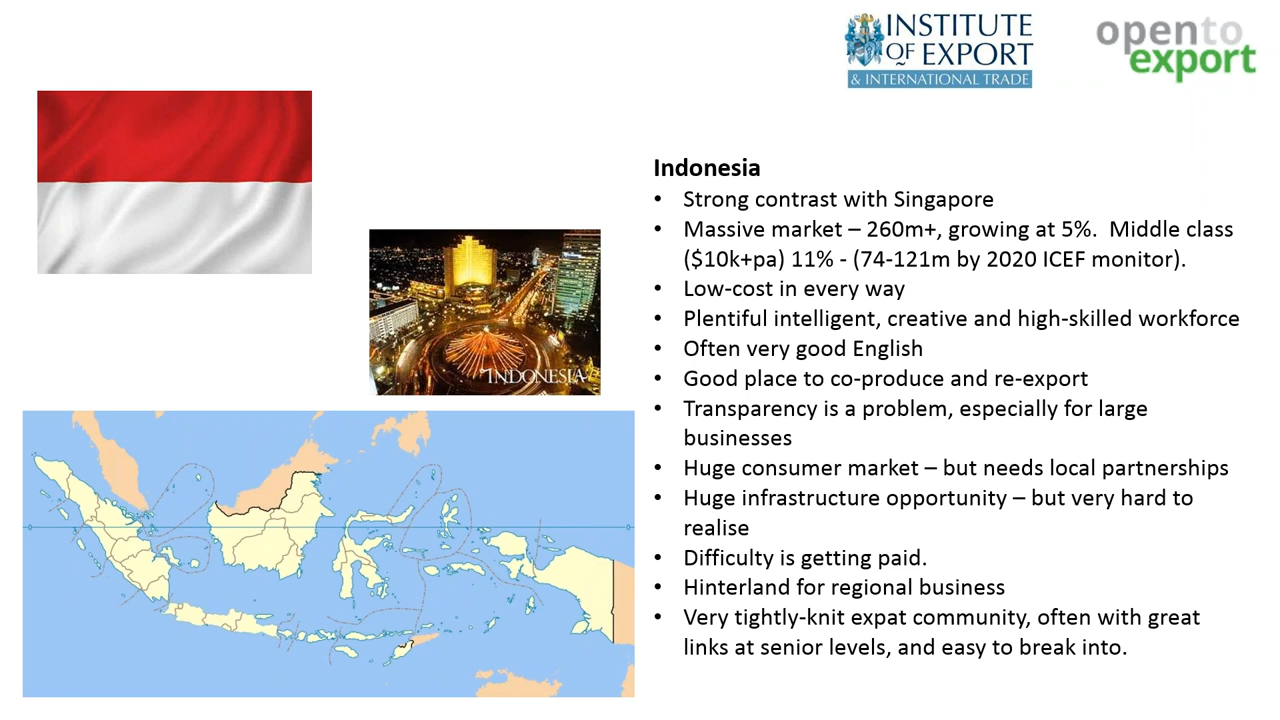 INSTITUTE
OF EXPORT
& INTERNATIONAL TRADE
opento
export
INDONESIA
Indonesia
• Strong contrast with Singapore
• Massive market – 260m+, growing at 5%.  Middle class
($10k+pa) 11% - (74-121m by 2020 ICEF monitor).
• Low-cost in every way
• Plentiful intelligent, creative and high-skilled workforce
• Often very good English
• Good place to co-produce and re-export
• Transparency is a problem, especially for large
businesses
• Huge consumer market – but needs local partnerships
• Huge infrastructure opportunity – but very hard to
realise
• Difficulty is getting paid.
• Hinterland for regional business
• Very tightly-knit expat community, often with great
links at senior levels, and easy to break into.